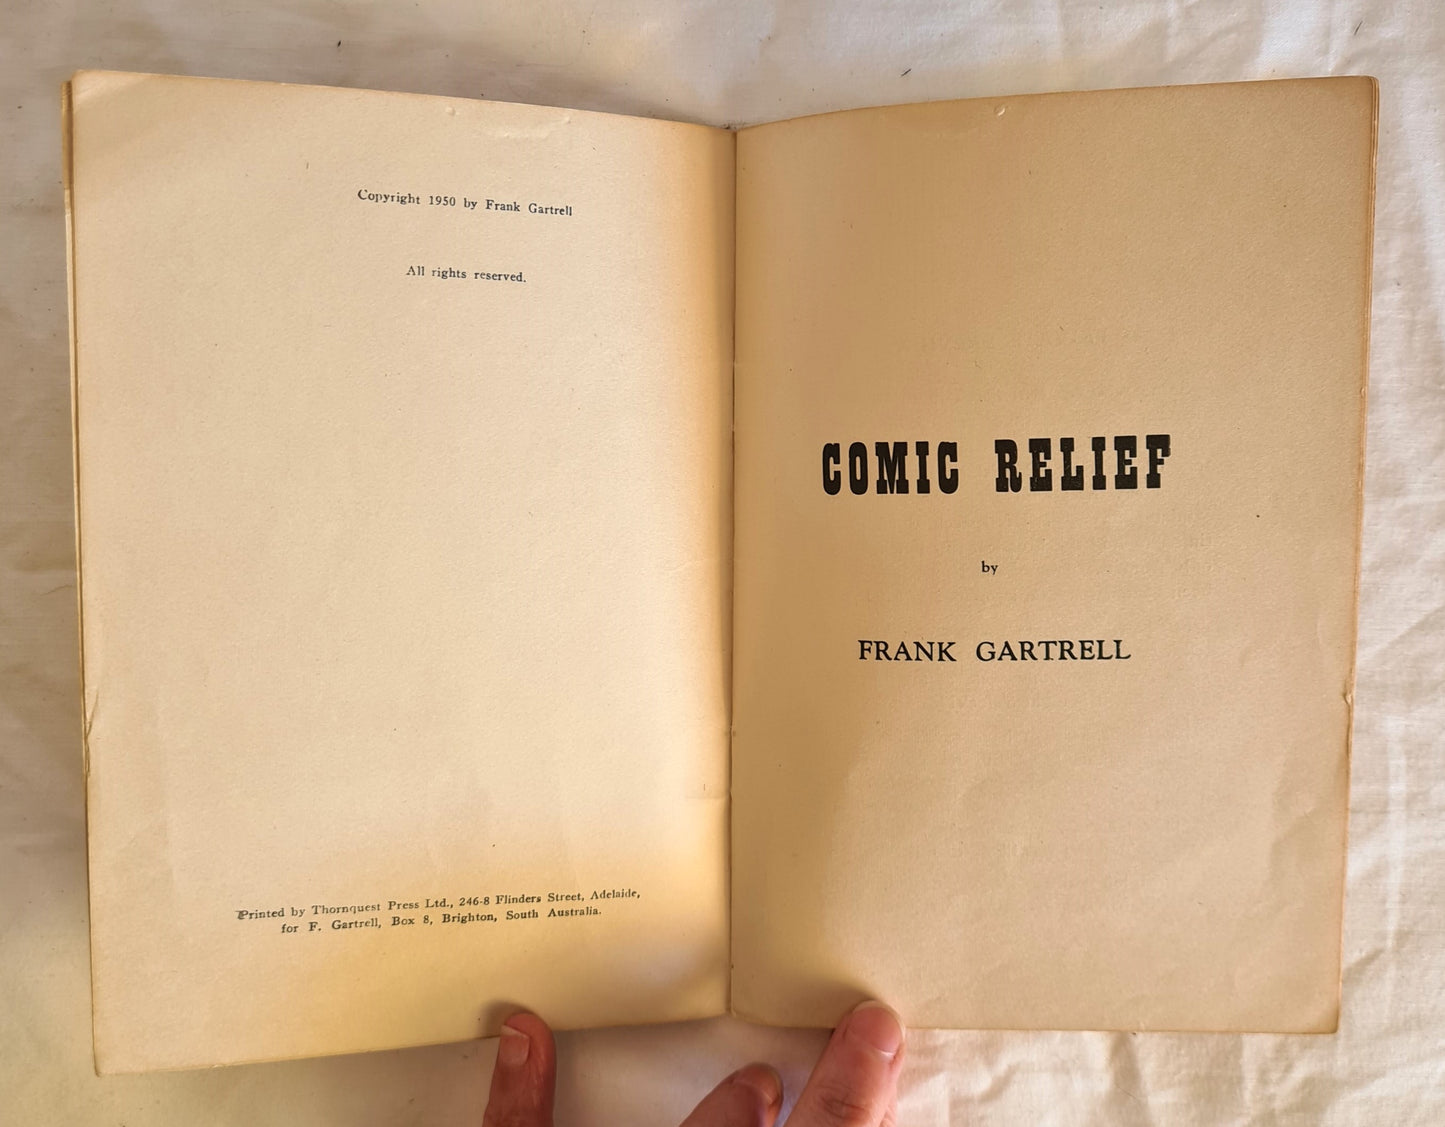 Copyright 1950 by Frank Gartrell
All rights reserved.
Printed by Thornquest Press Ltd., 246-8 Flinders Street, Adelaide,
for F. Gartrell, Box 8, Brighton, South Australia.
COMIC RELIEF
by
FRANK GARTRELL